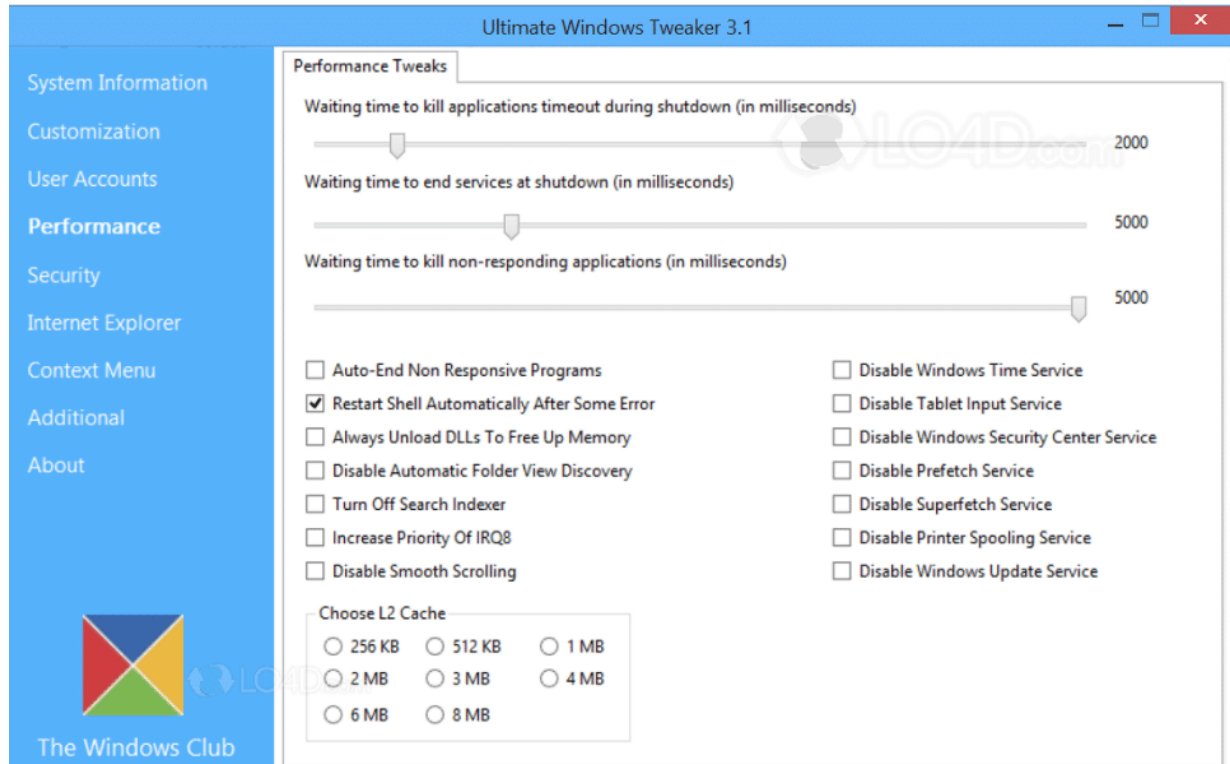 Ultimate Windows Tweaker 3.1
System Information
Customization
User Accounts
Performance
Security
Internet Explorer
Context Menu
Additional
About
The Windows Club
Performance Tweaks
Waiting time to kill applications timeout during shutdown (in milliseconds)
2000
LO4D.com
Waiting time to end services at shutdown (in milliseconds)
5000
Waiting time to kill non-responding applications (in milliseconds)
5000
Auto-End Non Responsive Programs
Restart Shell Automatically After Some Error
Always Unload DLLs To Free Up Memory
Disable Automatic Folder View Discovery
Turn Off Search Indexer
Increase Priority Of IRQ8
Disable Smooth Scrolling
Disable Windows Time Service
Disable Tablet Input Service
Disable Windows Security Center Service
Disable Prefetch Service
Disable Superfetch Service
Disable Printer Spooling Service
Disable Windows Update Service
Choose L2 Cache
256 KB 512 KB 1 MB
2 MB 3 MB 4 MB
6 MB 8 MB